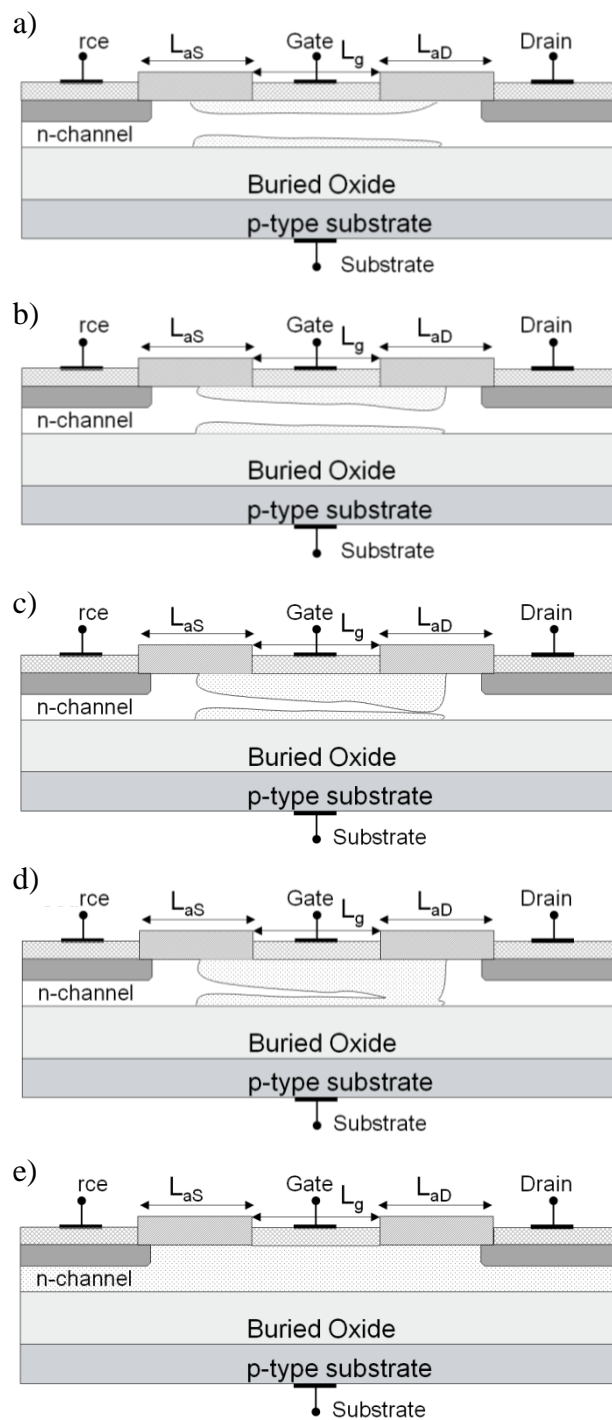 a)
rce LaS Gate Lg LaD Drain
n-channel
Buried Oxide
p-type substrate
Substrate
b)
rce LaS Gate Lg LaD Drain
n-channel
Buried Oxide
p-type substrate
Substrate
c)
rce LaS Gate Lg LaD Drain
n-channel
Buried Oxide
p-type substrate
Substrate
d)
rce LaS Gate Lg LaD Drain
n-channel
Buried Oxide
p-type substrate
Substrate
e)
rce LaS Gate Lg LaD Drain
n-channel
Buried Oxide
p-type substrate
Substrate